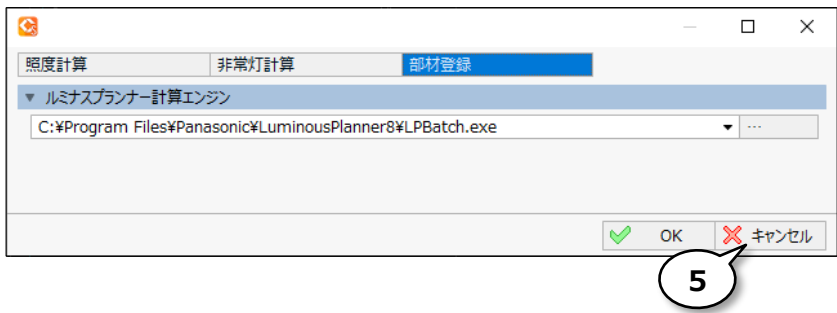 照度計算
非常灯計算
部材登録
ルミナスプランナー計算エンジン
C:¥Program Files¥Panasonic¥LuminousPlanner8¥LPBatch.exe
...
OK
キャンセル
5